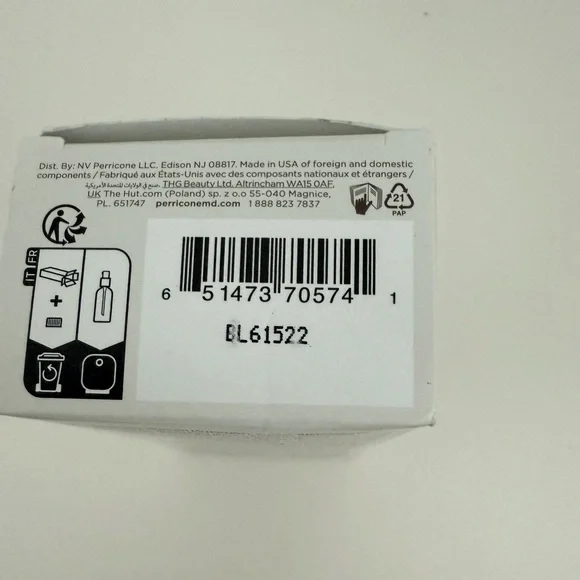 Dist. By: NV Perricone LLC, Edison NJ 08817. Made in USA of foreign and domestic
components / Fabriqué aux États-Unis avec des composants nationaux et étrangers /
صنع في الولايات المتحدة الأمريكية. THG Beauty Ltd. Altrincham WA15 0AF,
UK The Hut.com (Poland) sp. z o.o 55-040 Magnice,
PL. 651747 perriconemd.com 1 888 823 7837
21
PAP
IT FR
+
6 51473 70574 1
BL61522